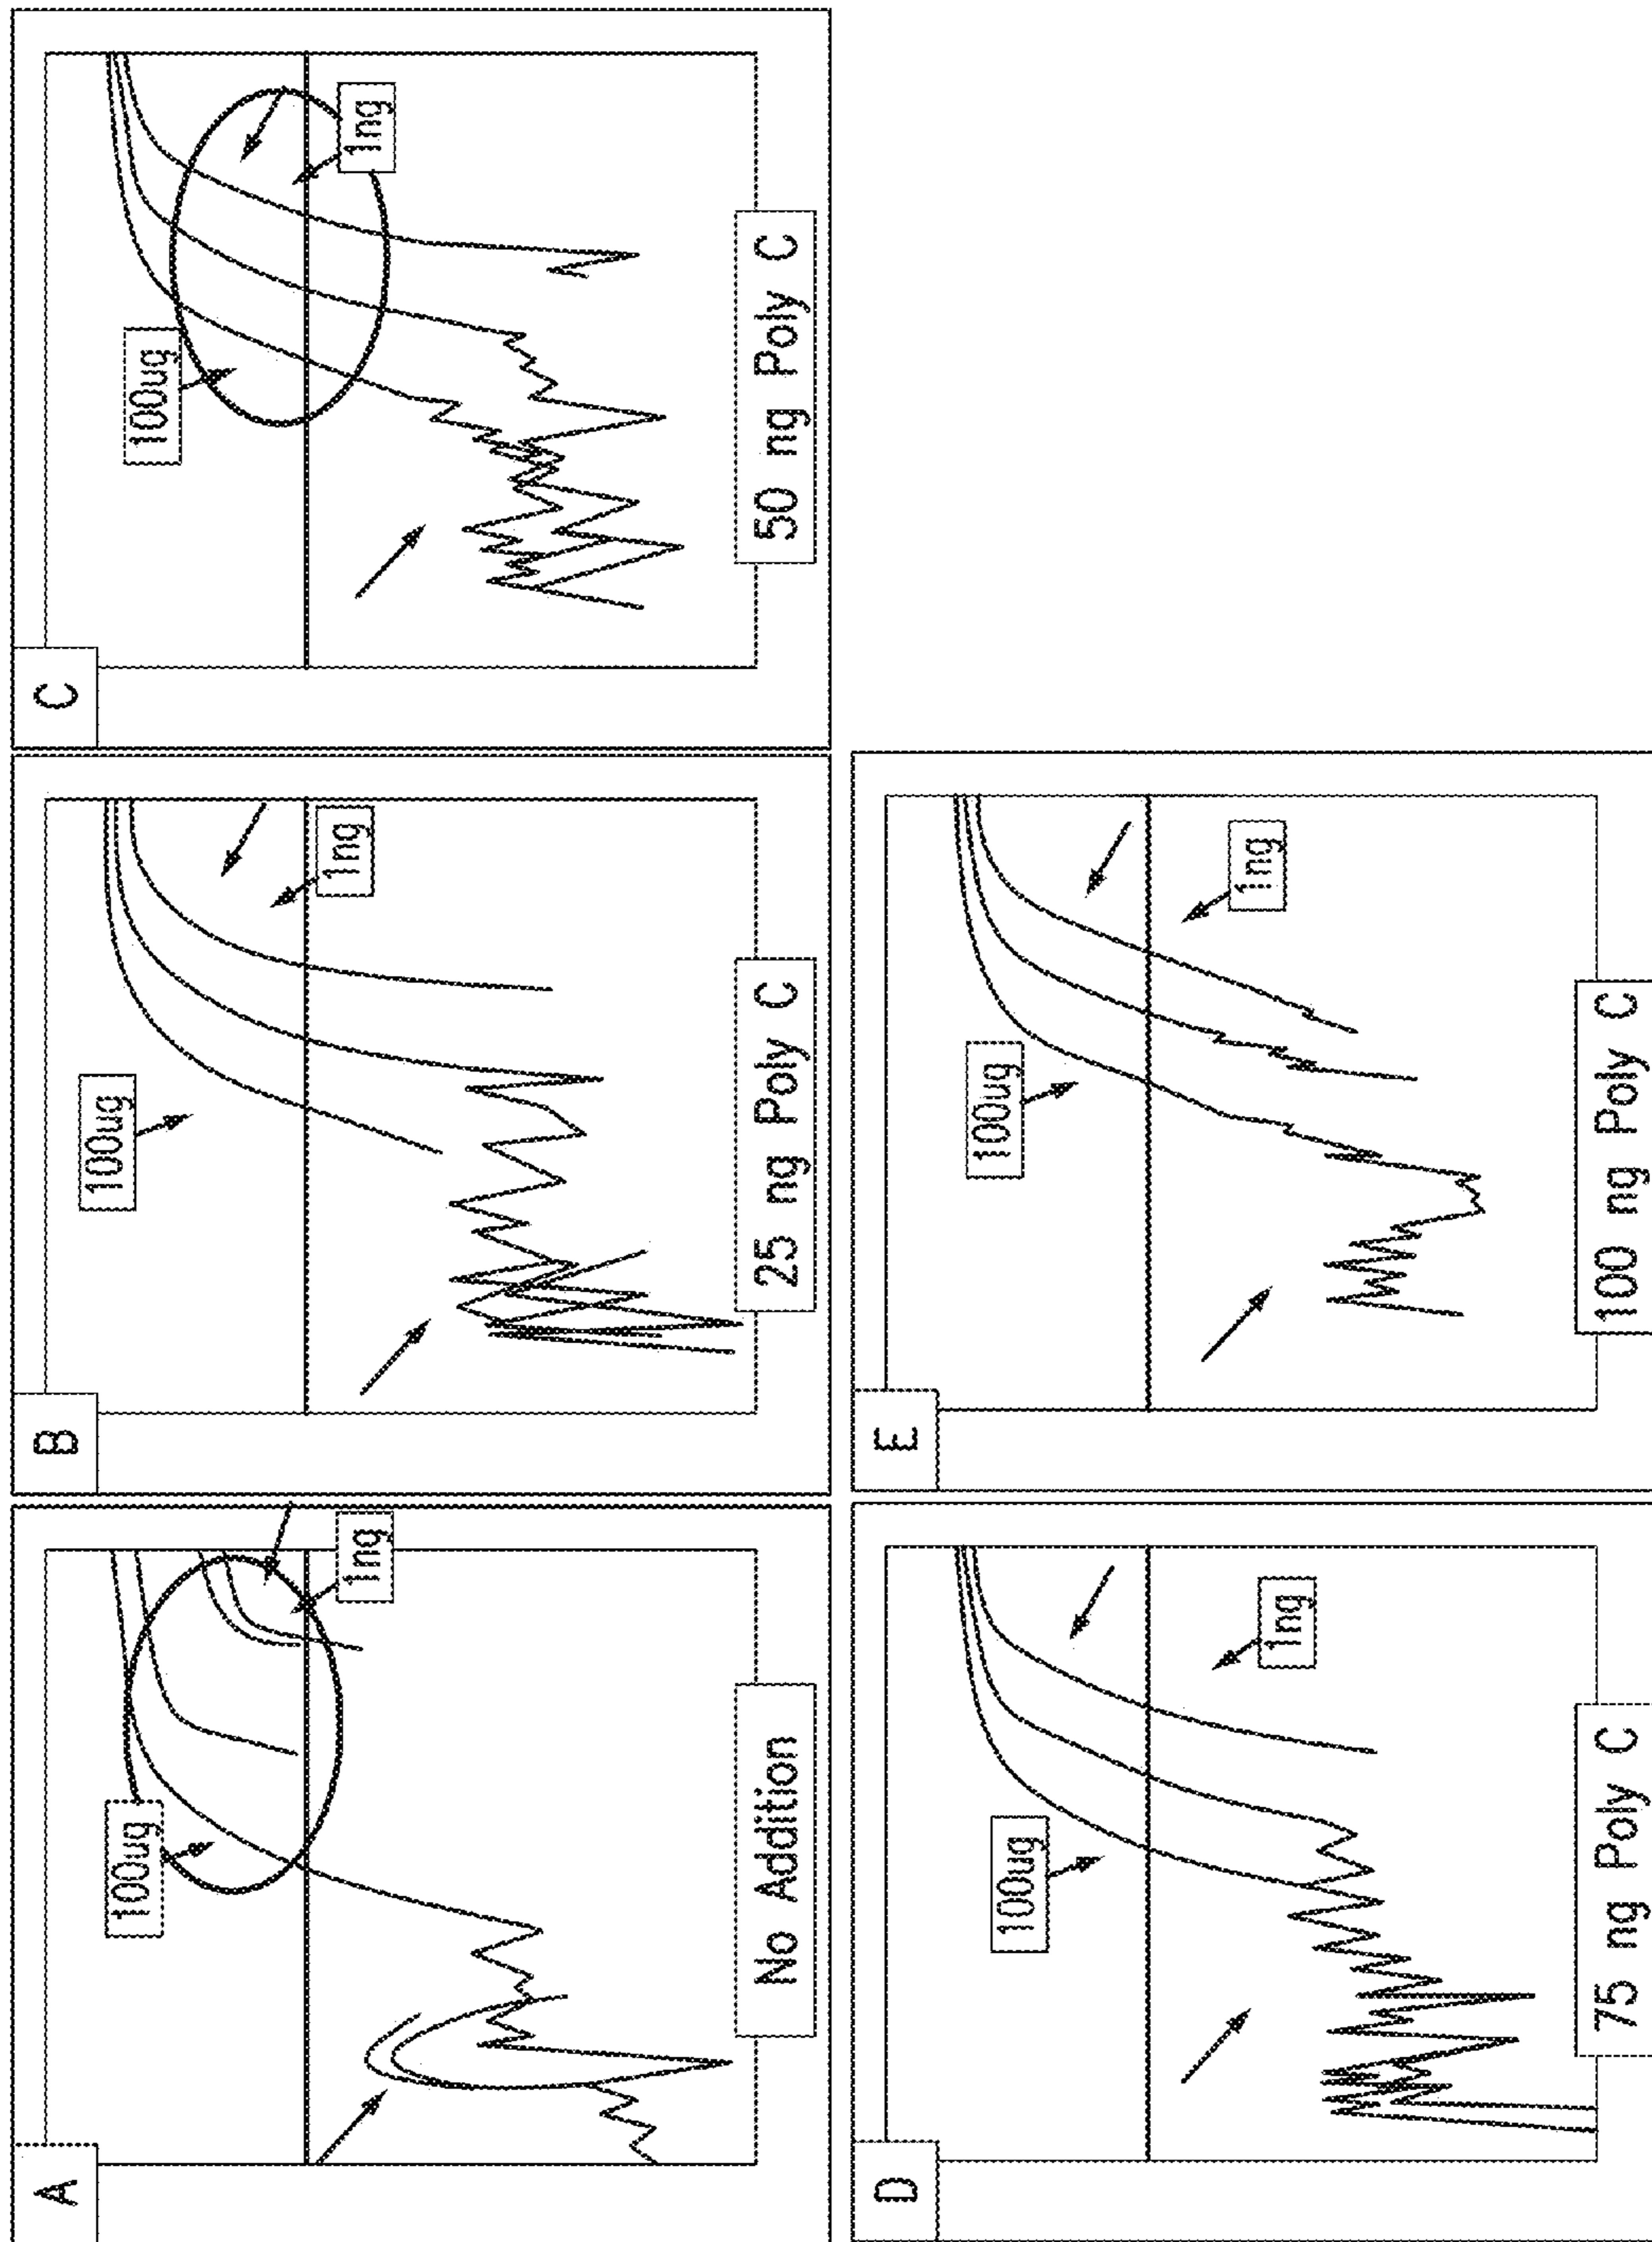 A
100ug
1ng
No Addition
B
100ug
1ng
25 ng Poly C
C
100ug
1ng
50 ng Poly C
D
100ug
1ng
75 ng Poly C
E
100ug
1ng
100 ng Poly C